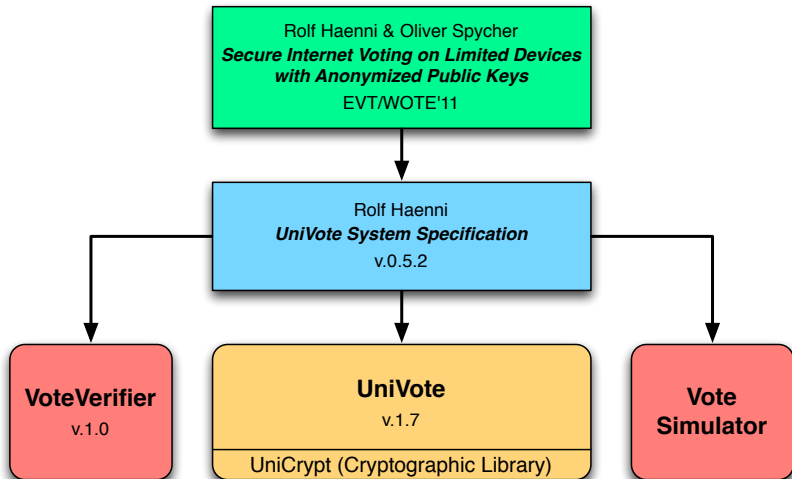 Rolf Haenni & Oliver Spycher
Secure Internet Voting on Limited Devices
with Anonymized Public Keys
EVT/WOTE'11
Rolf Haenni
UniVote System Specification
v.0.5.2
VoteVerifier
v.1.0
UniVote
v.1.7
UniCrypt (Cryptographic Library)
Vote
Simulator